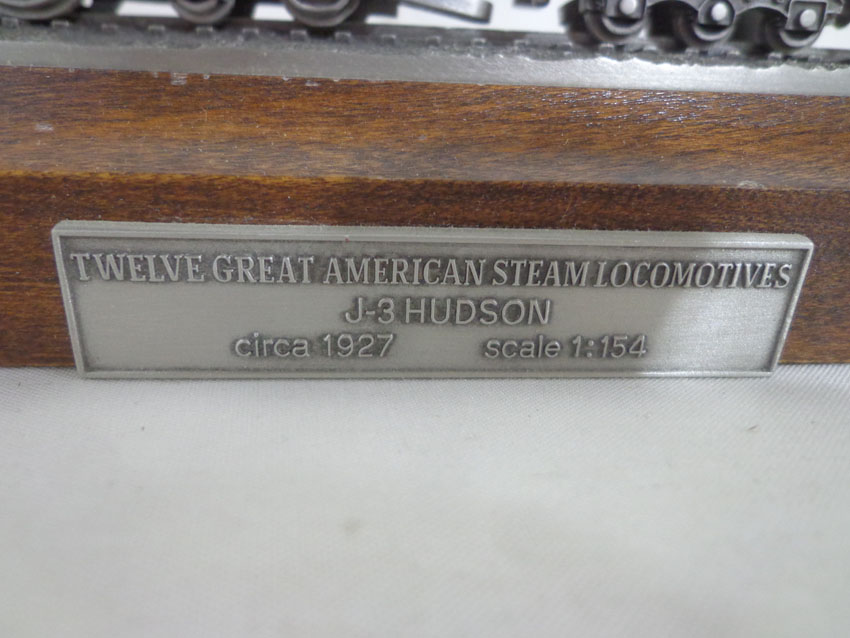 TWELVE GREAT AMERICAN STEAM LOCOMOTIVES
J-3 HUDSON
circa 1927 scale 1:154